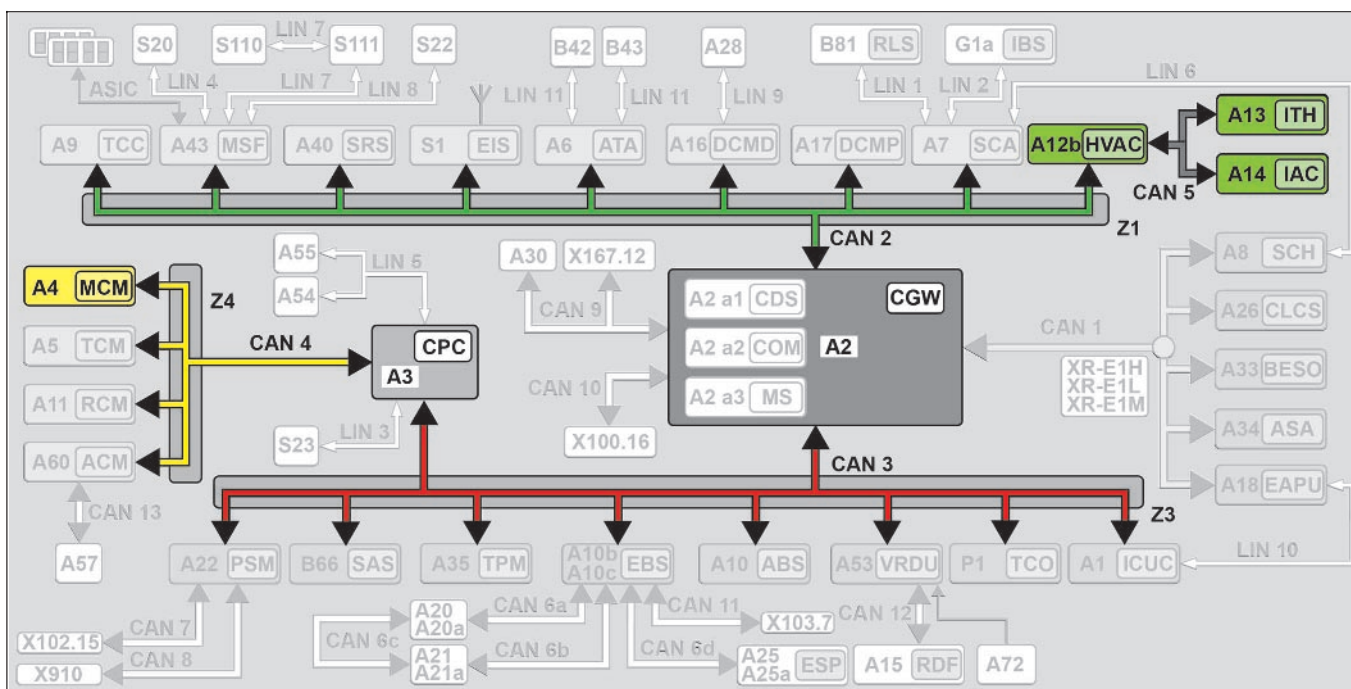 LIN 7
S20
S110
S111
S22
B42
B43
A28
B81 RLS
G1a IBS
LIN 6
ASIC
LIN 4
LIN 7
LIN 8
LIN 11
LIN 11
LIN 9
LIN 1
LIN 2
A9 TCC
A43 MSF
A40 SRS
S1 EIS
A6 ATA
A16 DCMD
A17 DCMP
A7 SCA
A12b HVAC
A13 ITH
A14 IAC
CAN 5
Z1
CAN 2
A55
A54
LIN 5
A30
X167.12
CAN 9
A2 a1 CDS
CGW
A2 a2 COM
A2
A2 a3 MS
CAN 1
A8 SCH
A26 CLCS
A33 BESO
A34 ASA
A18 EAPU
XR-E1H
XR-E1L
XR-E1M
A4 MCM
Z4
A5 TCM
CAN 4
CPC
A3
A11 RCM
A60 ACM
S23
LIN 3
CAN 10
X100.16
CAN 3
CAN 13
A57
Z3
LIN 10
A22 PSM
B66 SAS
A35 TPM
A10b
A10c
EBS
A10 ABS
A53 VRDU
P1 TCO
A1 ICUC
CAN 7
X102.15
CAN 8
X910
CAN 6a
A20
A20a
CAN 6c
A21
A21a
CAN 6b
CAN 11
X103.7
CAN 6d
A25
A25a
ESP
CAN 12
A15 RDF
A72